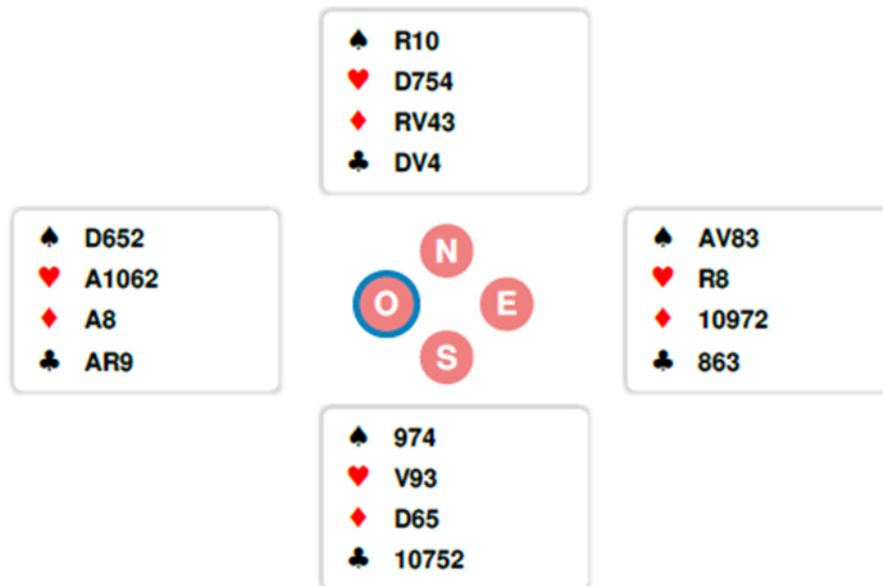 ♠ R10
♥ D754
♦ RV43
♣ DV4
♠ D652
♥ A1062
♦ A8
♣ AR9
N
O E
S
♠ AV83
♥ R8
♦ 10972
♣ 863
♠ 974
♥ V93
♦ D65
♣ 10752